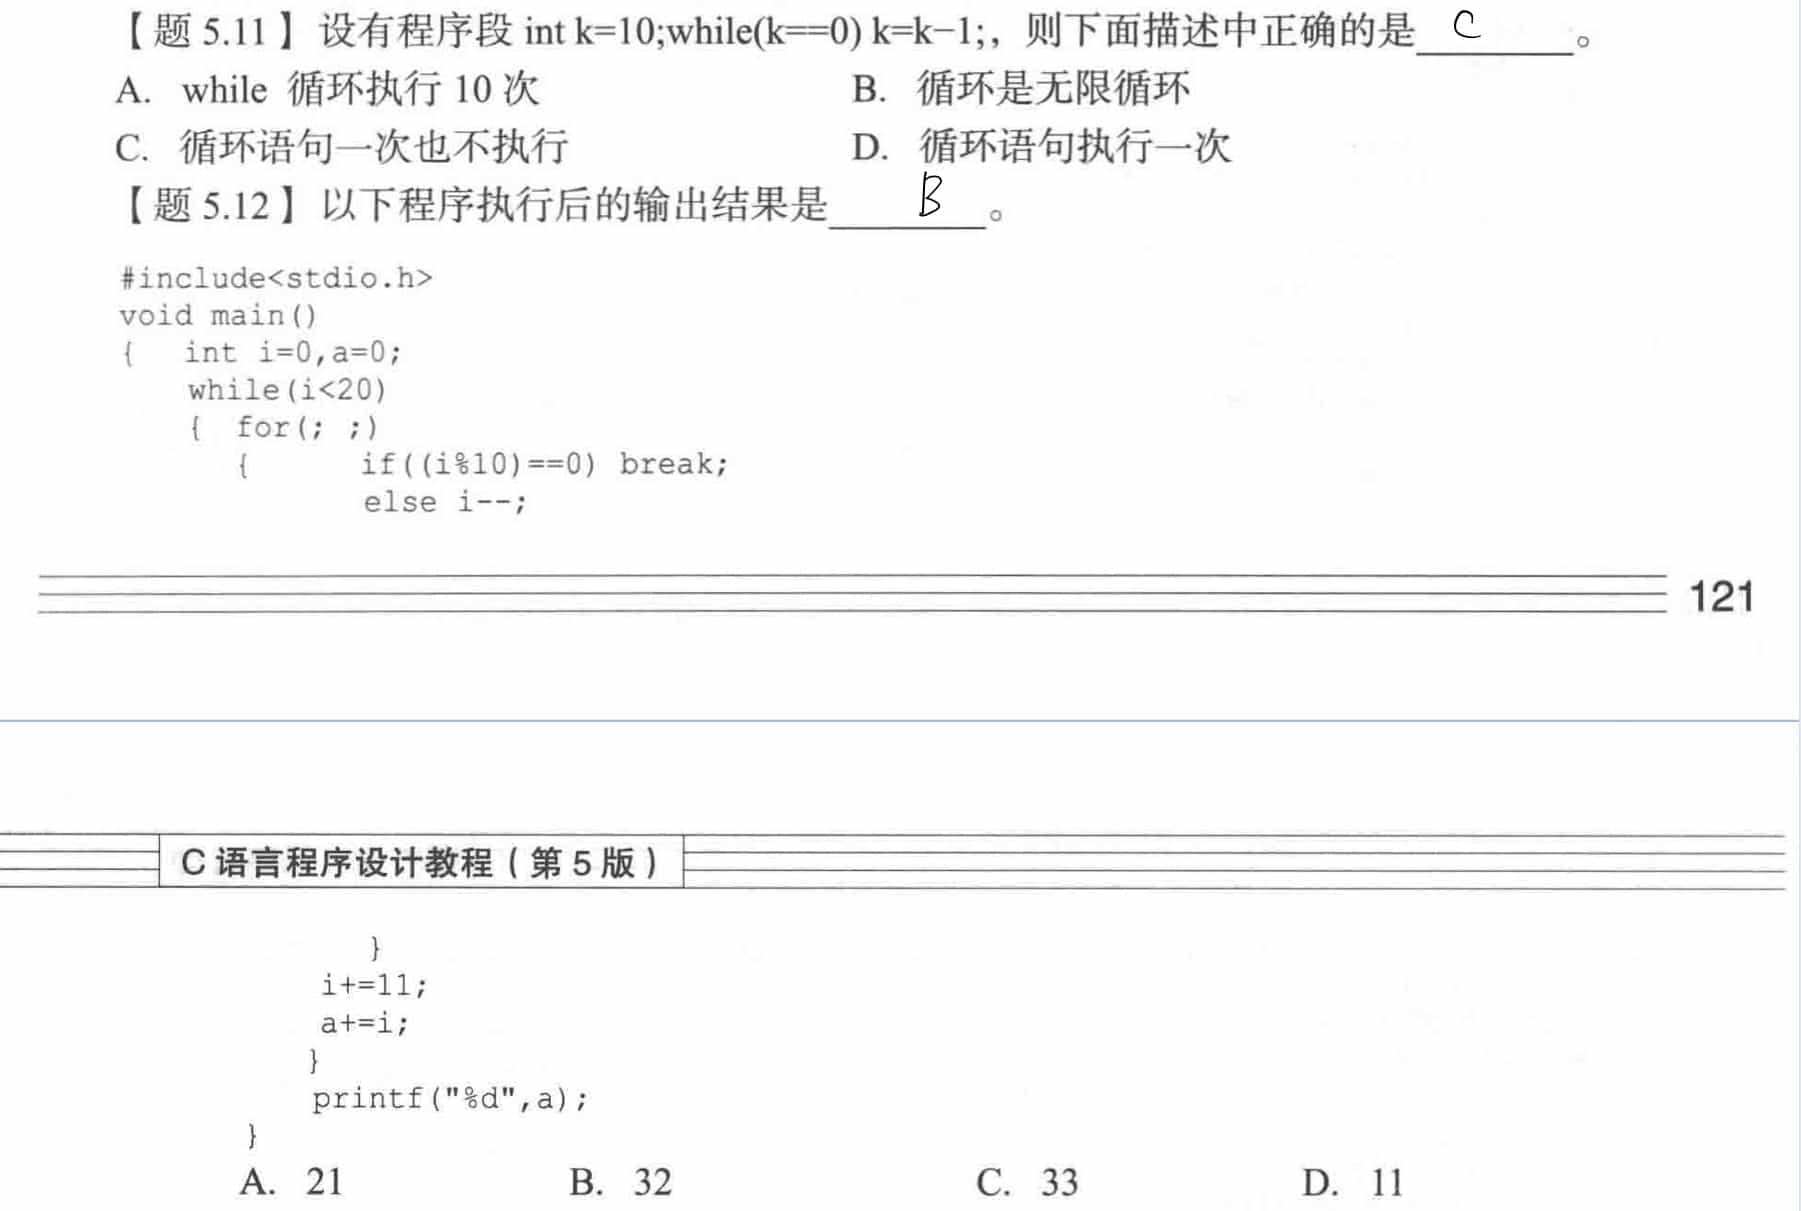 【题 5.11】 设有程序段 int k=10;while(k==0) k=k−1;，则下面描述中正确的是 C 。
A. while 循环执行 10 次 B. 循环是无限循环
C. 循环语句一次也不执行 D. 循环语句执行一次
【题 5.12】 以下程序执行后的输出结果是 B 。
#include<stdio.h>
void main()
{ int i=0,a=0;
while(i<20)
{ for(; ;)
{ if((i%10)==0) break;
else i--;
121
C 语言程序设计教程（第 5 版）
}
i+=11;
a+=i;
}
printf("%d",a);
}
A. 21 B. 32 C. 33 D. 11